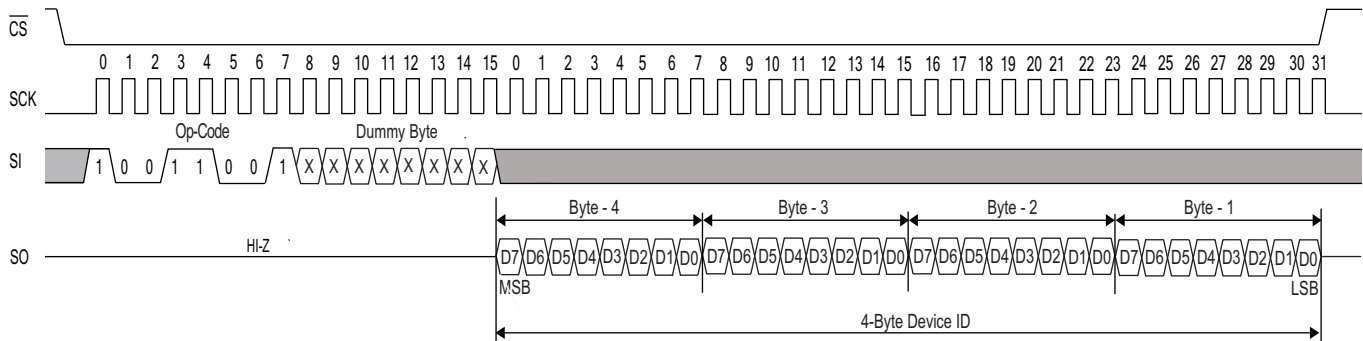 CS
0 1 2 3 4 5 6 7 8 9 10 11 12 13 14 15 0 1 2 3 4 5 6 7 8 9 10 11 12 13 14 15 16 17 18 19 20 21 22 23 24 25 26 27 28 29 30 31
SCK
Op-Code Dummy Byte
SI 1 0 0 1 1 0 0 1 X X X X X X X X
Byte - 4 Byte - 3 Byte - 2 Byte - 1
SO HI-Z D7 D6 D5 D4 D3 D2 D1 D0 D7 D6 D5 D4 D3 D2 D1 D0 D7 D6 D5 D4 D3 D2 D1 D0 D7 D6 D5 D4 D3 D2 D1 D0
MSB LSB
4-Byte Device ID